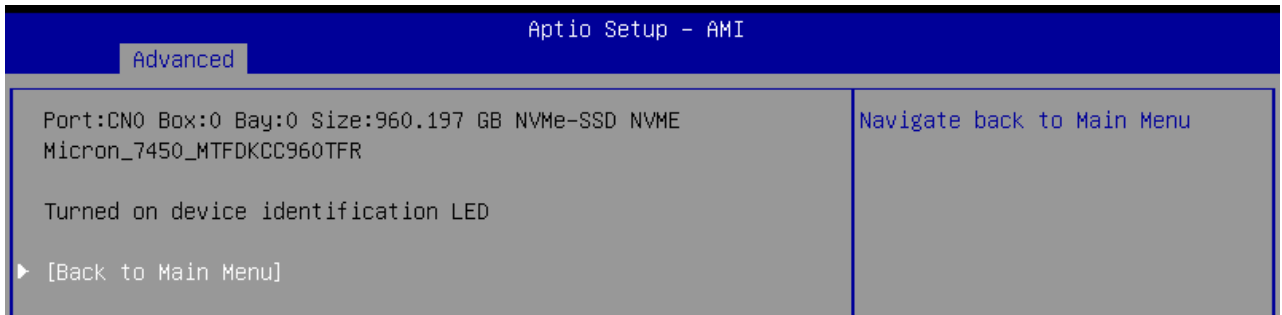 Aptio Setup – AMI
Advanced
Port:CN0 Box:0 Bay:0 Size:960.197 GB NVMe-SSD NVME
Micron_7450_MTFDKCC960TFR
Navigate back to Main Menu
Turned on device identification LED
[Back to Main Menu]